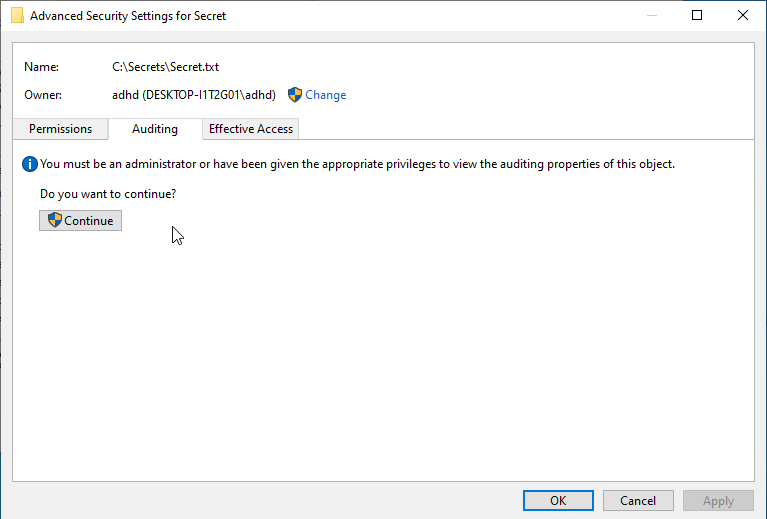 Advanced Security Settings for Secret
Name: C:\Secrets\Secret.txt
Owner: adhd (DESKTOP-I1T2G01\adhd) Change
Permissions Auditing Effective Access
You must be an administrator or have been given the appropriate privileges to view the auditing properties of this object.
Do you want to continue?
Continue
OK Cancel Apply